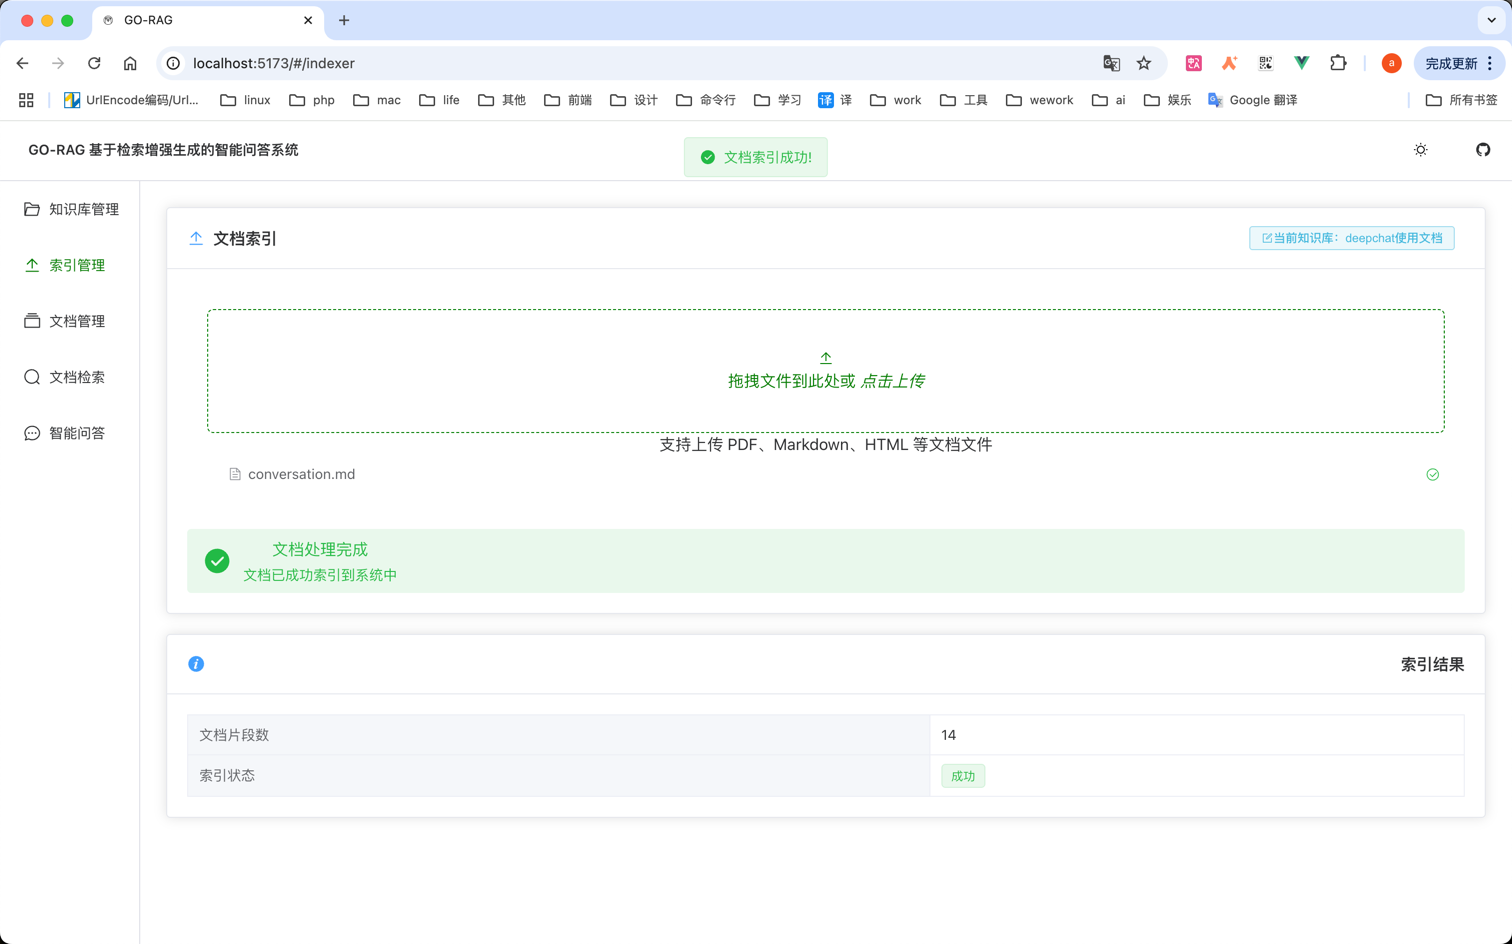 GO-RAG
localhost:5173/#/indexer
a
完成更新
UrlEncode编码/Url...
linux
php
mac
life
其他
前端
设计
命令行
学习
译
译
work
工具
wework
ai
娱乐
Google 翻译
所有书签
GO-RAG 基于检索增强生成的智能问答系统
文档索引成功!
知识库管理
索引管理
文档管理
文档检索
智能问答
文档索引
当前知识库：deepchat使用文档
拖拽文件到此处或 点击上传
支持上传 PDF、Markdown、HTML 等文档文件
conversation.md
文档处理完成
文档已成功索引到系统中
索引结果
文档片段数 14
索引状态 成功